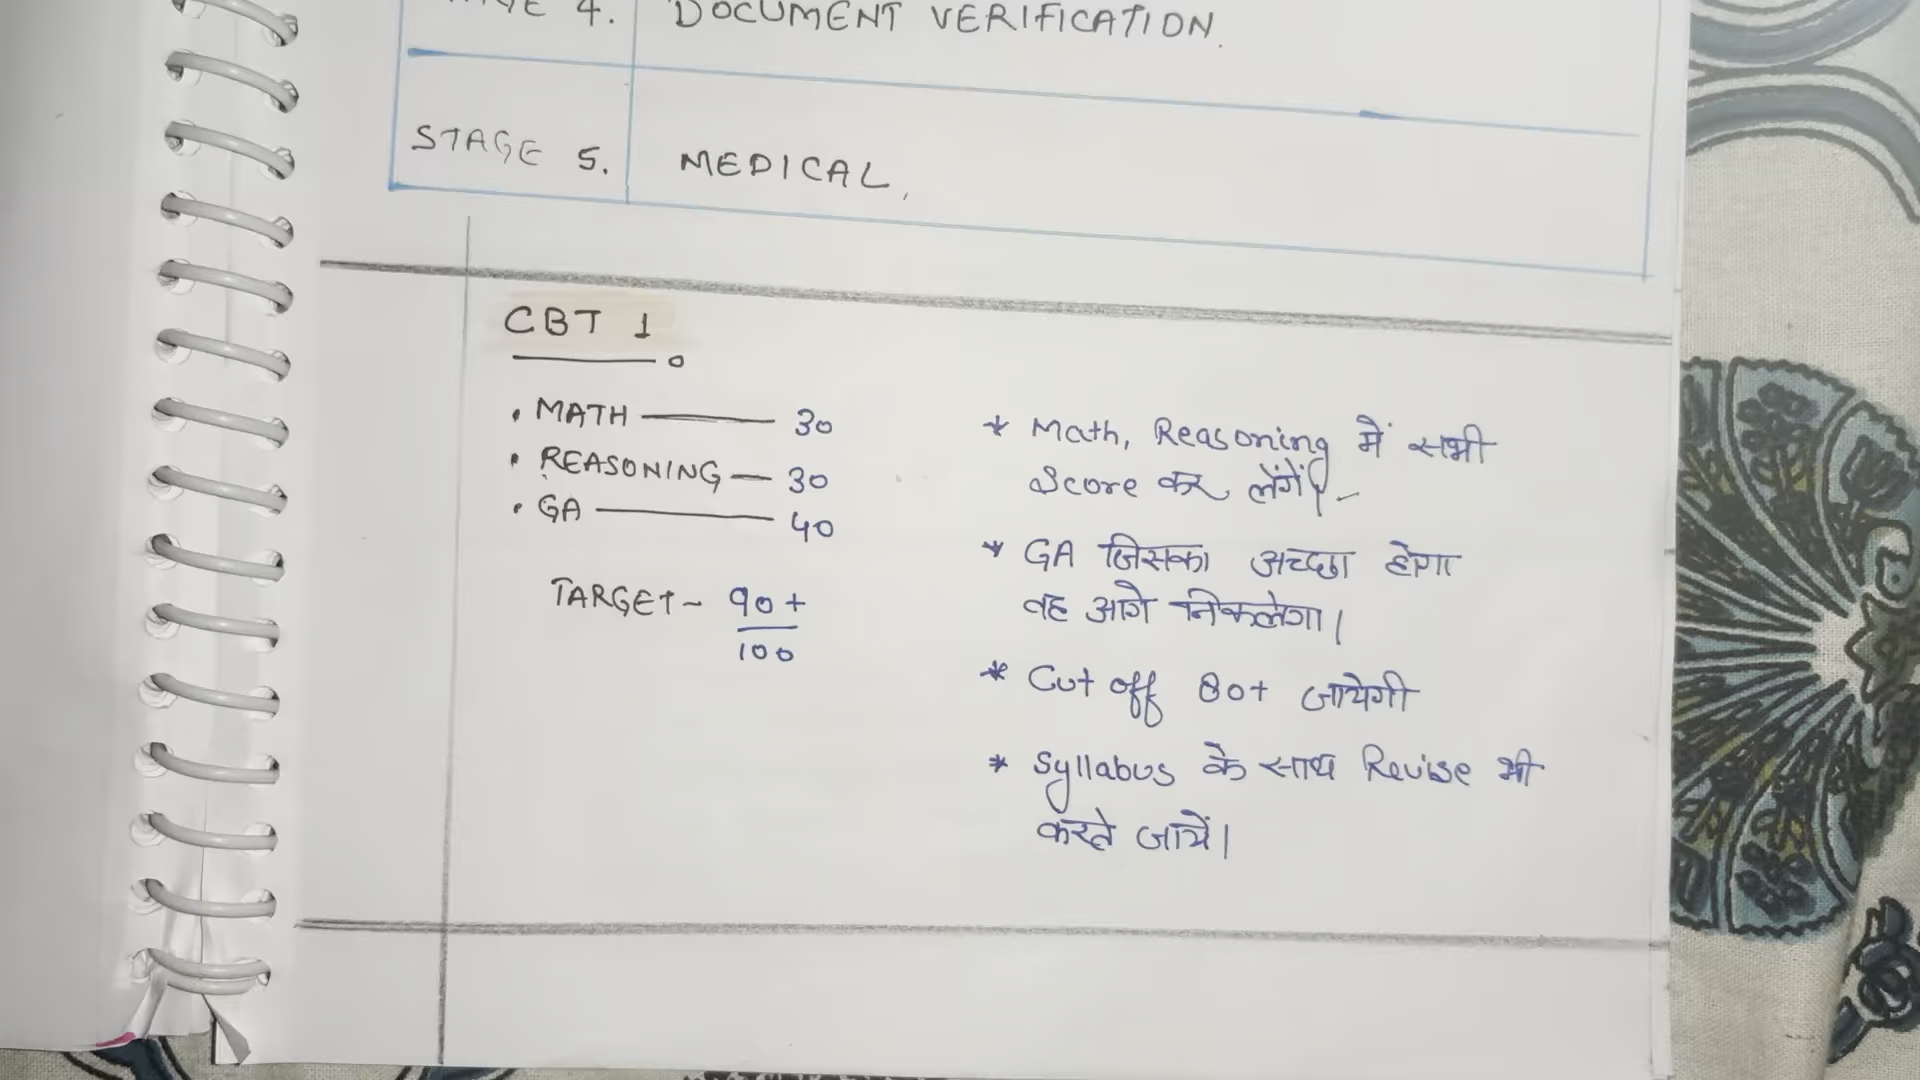 4. DOCUMENT VERIFICATION.
STAGE 5. MEDICAL,
CBT 1
• MATH — 30
• REASONING — 30
• GA — 40
TARGET - 90+
100
* Math, Reasoning में सभी
Score कर लेंगें।
* GA जिसका अच्छा होगा
वह आगे निकलेगा।
* Cut off 80+ जायेगी
* Syllabus के साथ Revise भी
करते जायें।